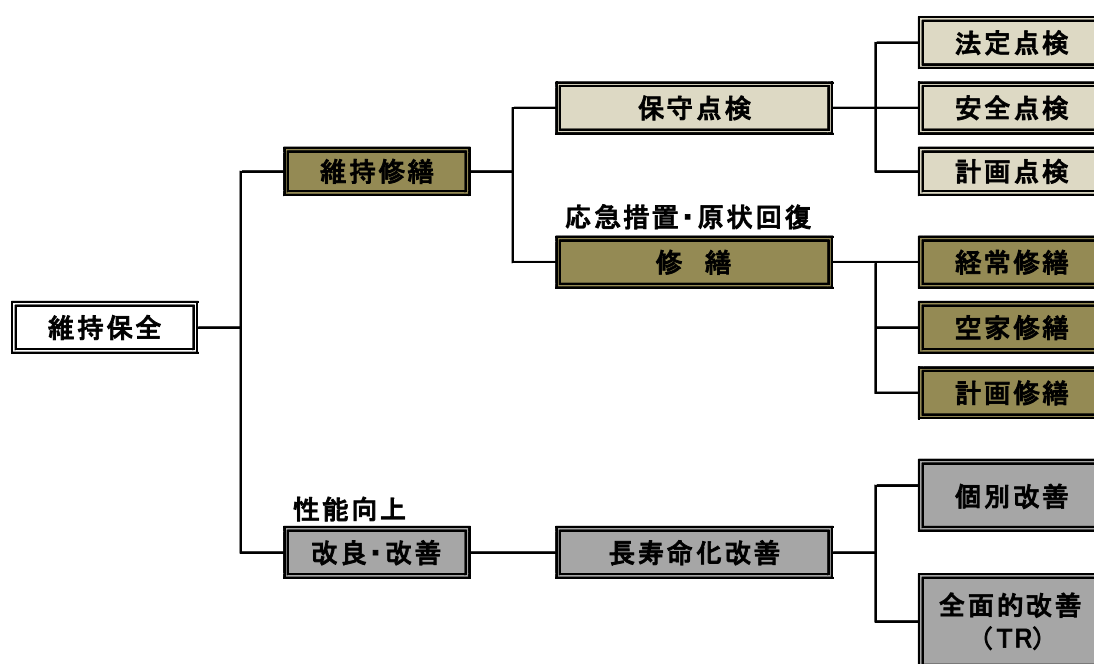 法定点検
保守点検
安全点検
維持修繕
計画点検
応急措置・原状回復
修 繕
経常修繕
維持保全
空家修繕
計画修繕
性能向上
個別改善
改良・改善
長寿命化改善
全面的改善
(TR)